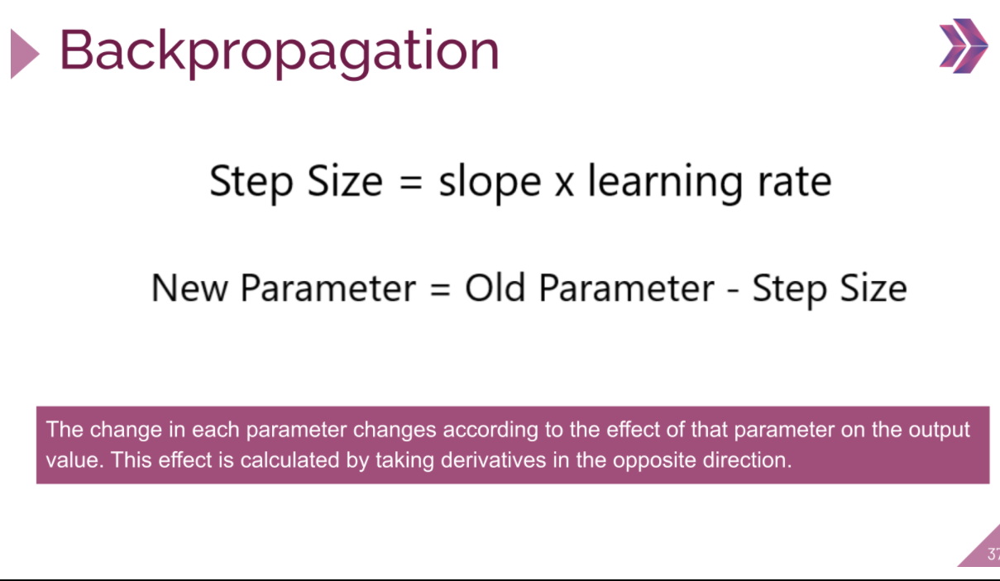 Backpropagation
Step Size = slope x learning rate
New Parameter = Old Parameter - Step Size
The change in each parameter changes according to the effect of that parameter on the output
value. This effect is calculated by taking derivatives in the opposite direction.
37